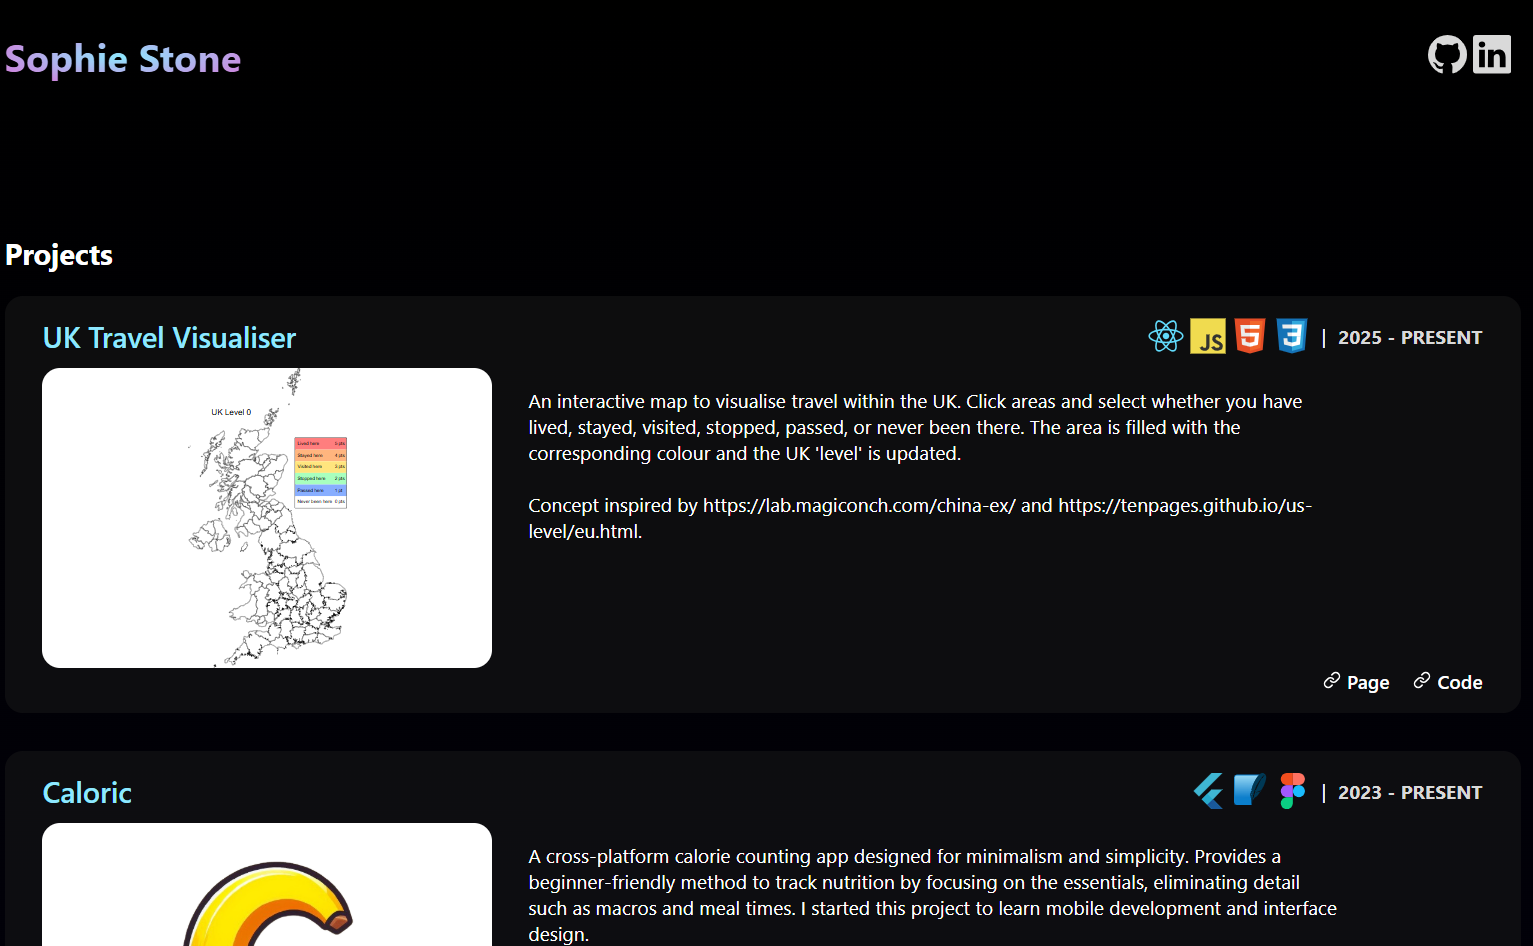 Sophie Stone
in
Projects
UK Travel Visualiser
JS
5
3
| 2025 - PRESENT
UK Level 0
Lived here 5 pts
Stayed here 4 pts
Visited here 3 pts
Stopped here 2 pts
Passed here 1 pt
Never been here 0 pts
An interactive map to visualise travel within the UK. Click areas and select whether you have
lived, stayed, visited, stopped, passed, or never been there. The area is filled with the
corresponding colour and the UK 'level' is updated.
Concept inspired by https://lab.magiconch.com/china-ex/ and https://tenpages.github.io/us-
level/eu.html.
Page
Code
Caloric
| 2023 - PRESENT
A cross-platform calorie counting app designed for minimalism and simplicity. Provides a
beginner-friendly method to track nutrition by focusing on the essentials, eliminating detail
such as macros and meal times. I started this project to learn mobile development and interface
design.